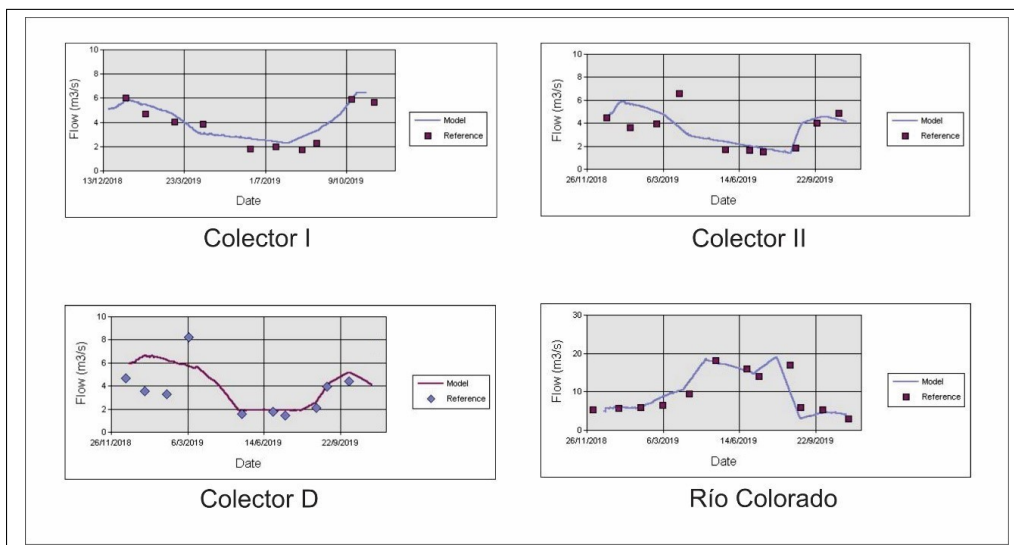 10
8
6
4
2
0
Flow (m3/s)
13/12/2018 23/3/2019 1/7/2019 9/10/2019
Date
Model
Reference
Colector I
10
8
6
4
2
0
Flow (m3/s)
26/11/2018 6/3/2019 14/6/2019 22/9/2019
Date
Model
Reference
Colector II
10
8
6
4
2
0
Flow (m3/s)
26/11/2018 6/3/2019 14/6/2019 22/9/2019
Date
Model
Reference
Colector D
30
20
10
0
Flow (m3/s)
26/11/2018 6/3/2019 14/6/2019 22/9/2019
Date
Model
Reference
Río Colorado